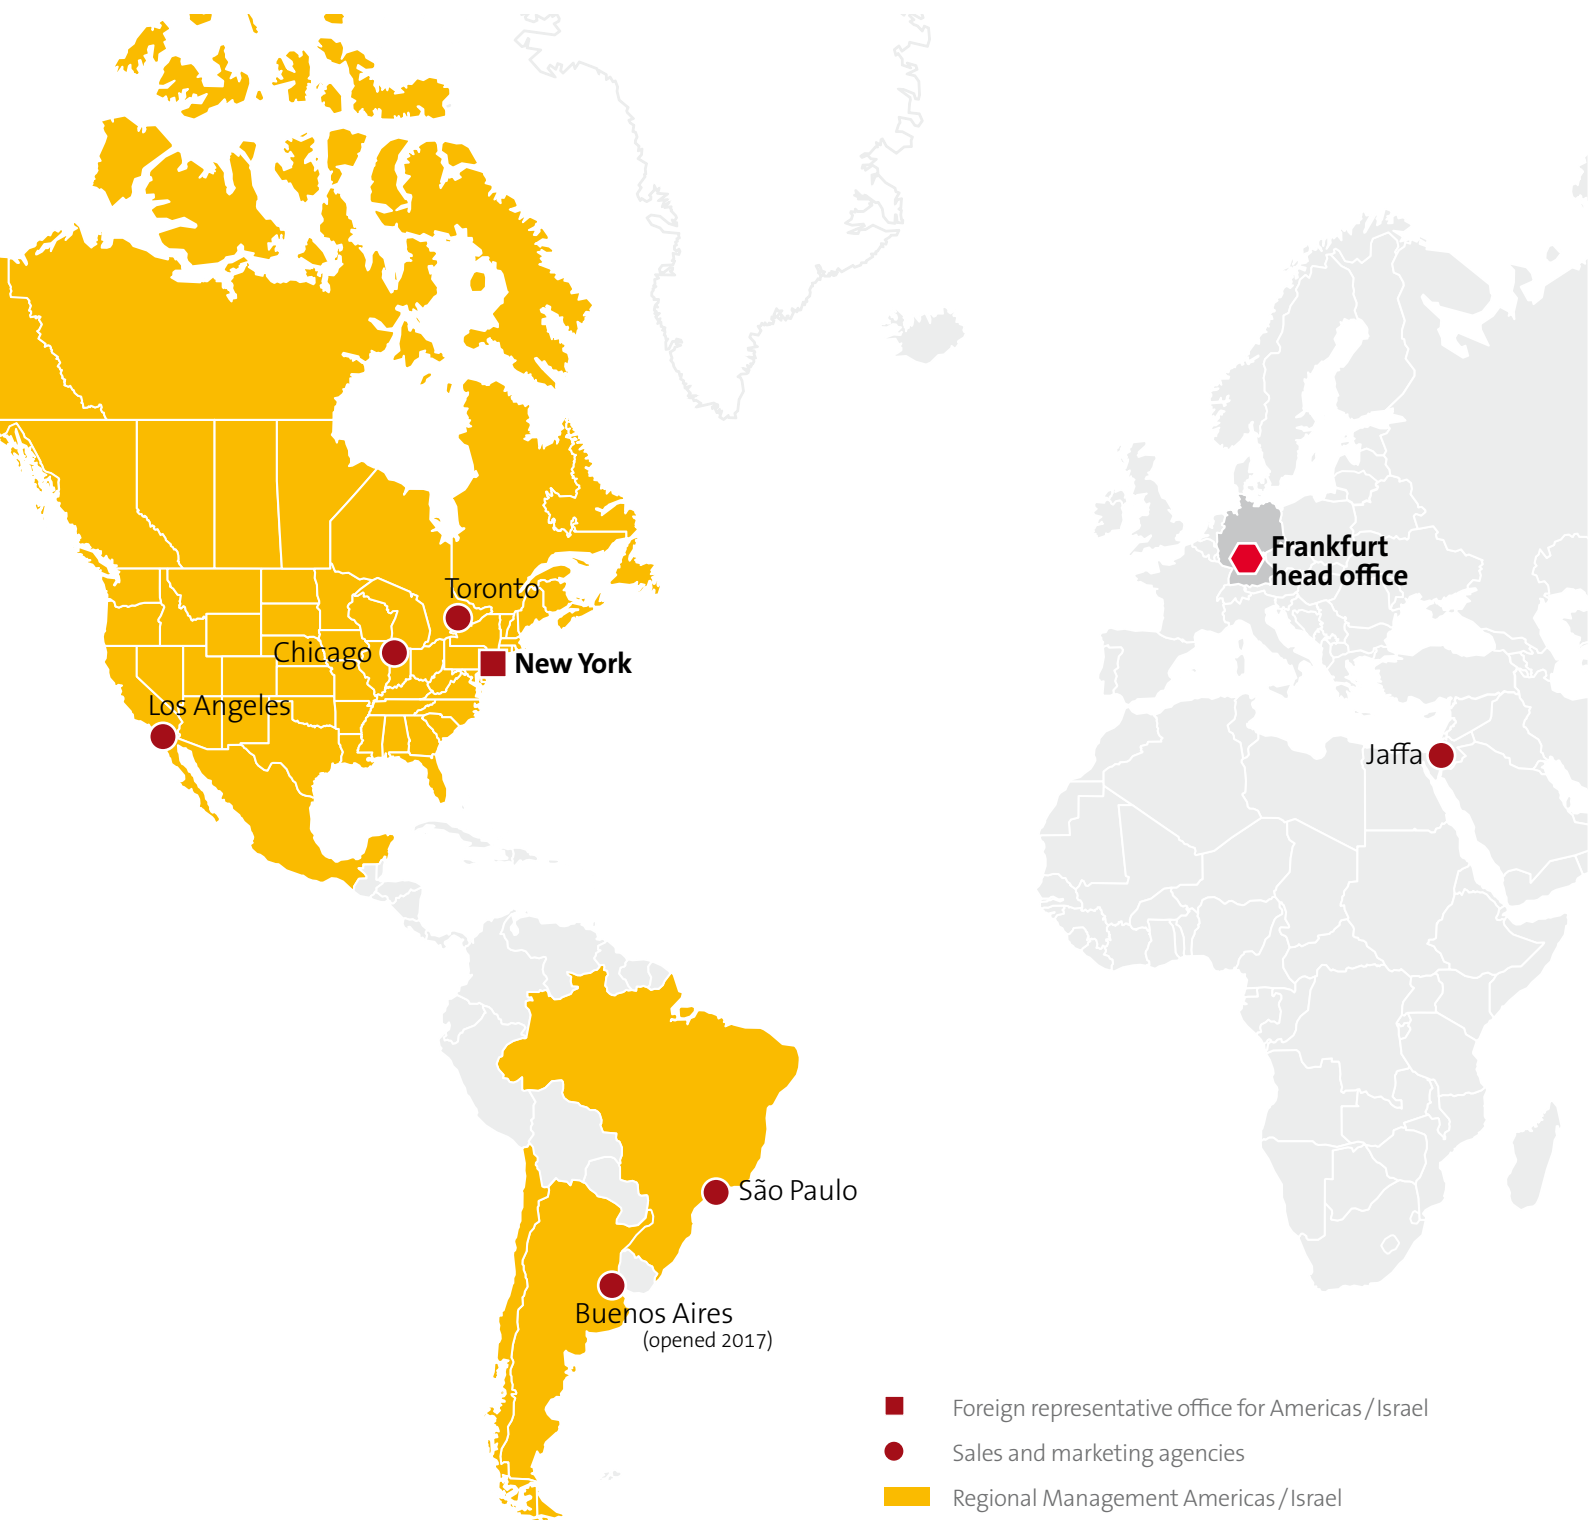 Toronto
Chicago
New York
Los Angeles
Frankfurt
head office
Jaffa
São Paulo
Buenos Aires
(opened 2017)
Foreign representative office for Americas / Israel
Sales and marketing agencies
Regional Management Americas / Israel